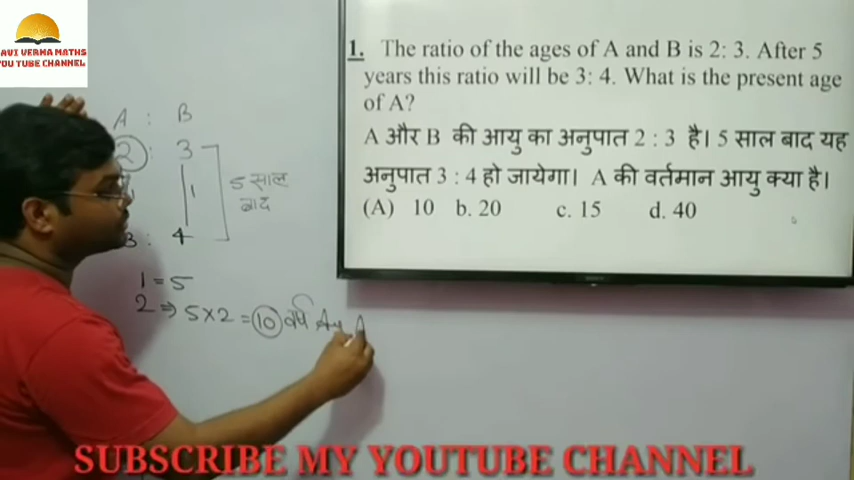 AVI VERMA MATHS
YOU TUBE CHANNEL
1. The ratio of the ages of A and B is 2: 3. After 5
years this ratio will be 3: 4. What is the present age
of A?
A और B की आयु का अनुपात 2 : 3 है। 5 साल बाद यह
अनुपात 3 : 4 हो जायेगा। A की वर्तमान आयु क्या है।
(A) 10 b. 20 c. 15 d. 40
A : B
2 : 3
1 5 साल
बाद
3 : 4
1 = 5
2 ⇒ 5×2 = 10 वर्ष
SUBSCRIBE MY YOUTUBE CHANNEL